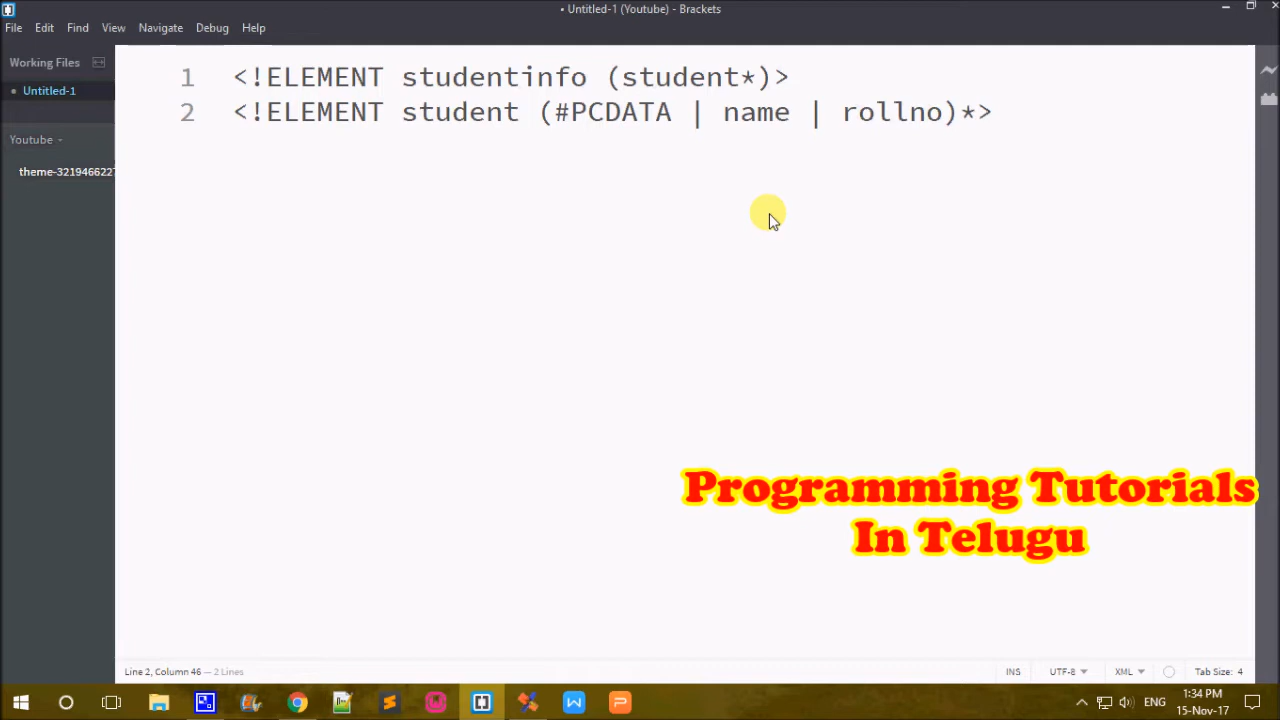 • Untitled-1 (Youtube) - Brackets
File Edit Find View Navigate Debug Help
Working Files
• Untitled-1
Youtube
theme-3219466227
1 <!ELEMENT studentinfo (student*)>
2 <!ELEMENT student (#PCDATA | name | rollno)*>
Programming Tutorials
In Telugu
Line 2, Column 46 — 2 Lines
INS UTF-8 XML Tab Size: 4
ENG
1:34 PM
15-Nov-17